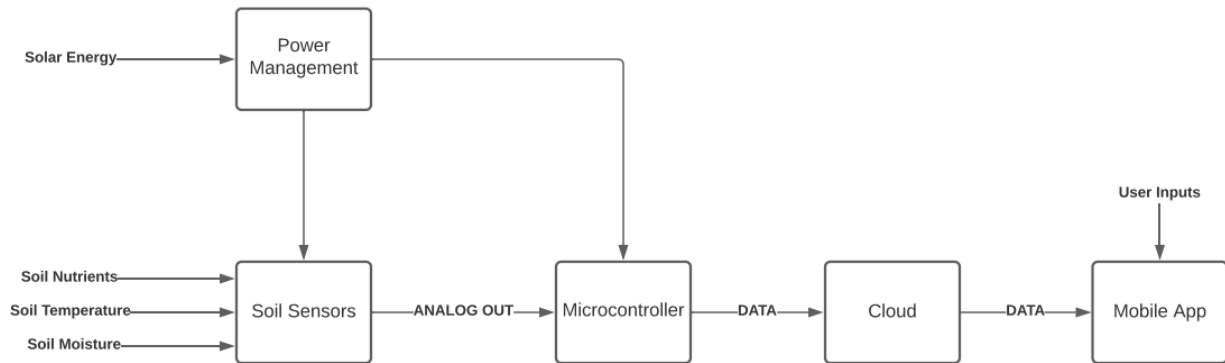 Solar Energy
Power
Management
User Inputs
Soil Nutrients
Soil Temperature
Soil Moisture
Soil Sensors
ANALOG OUT
Microcontroller
DATA
Cloud
DATA
Mobile App